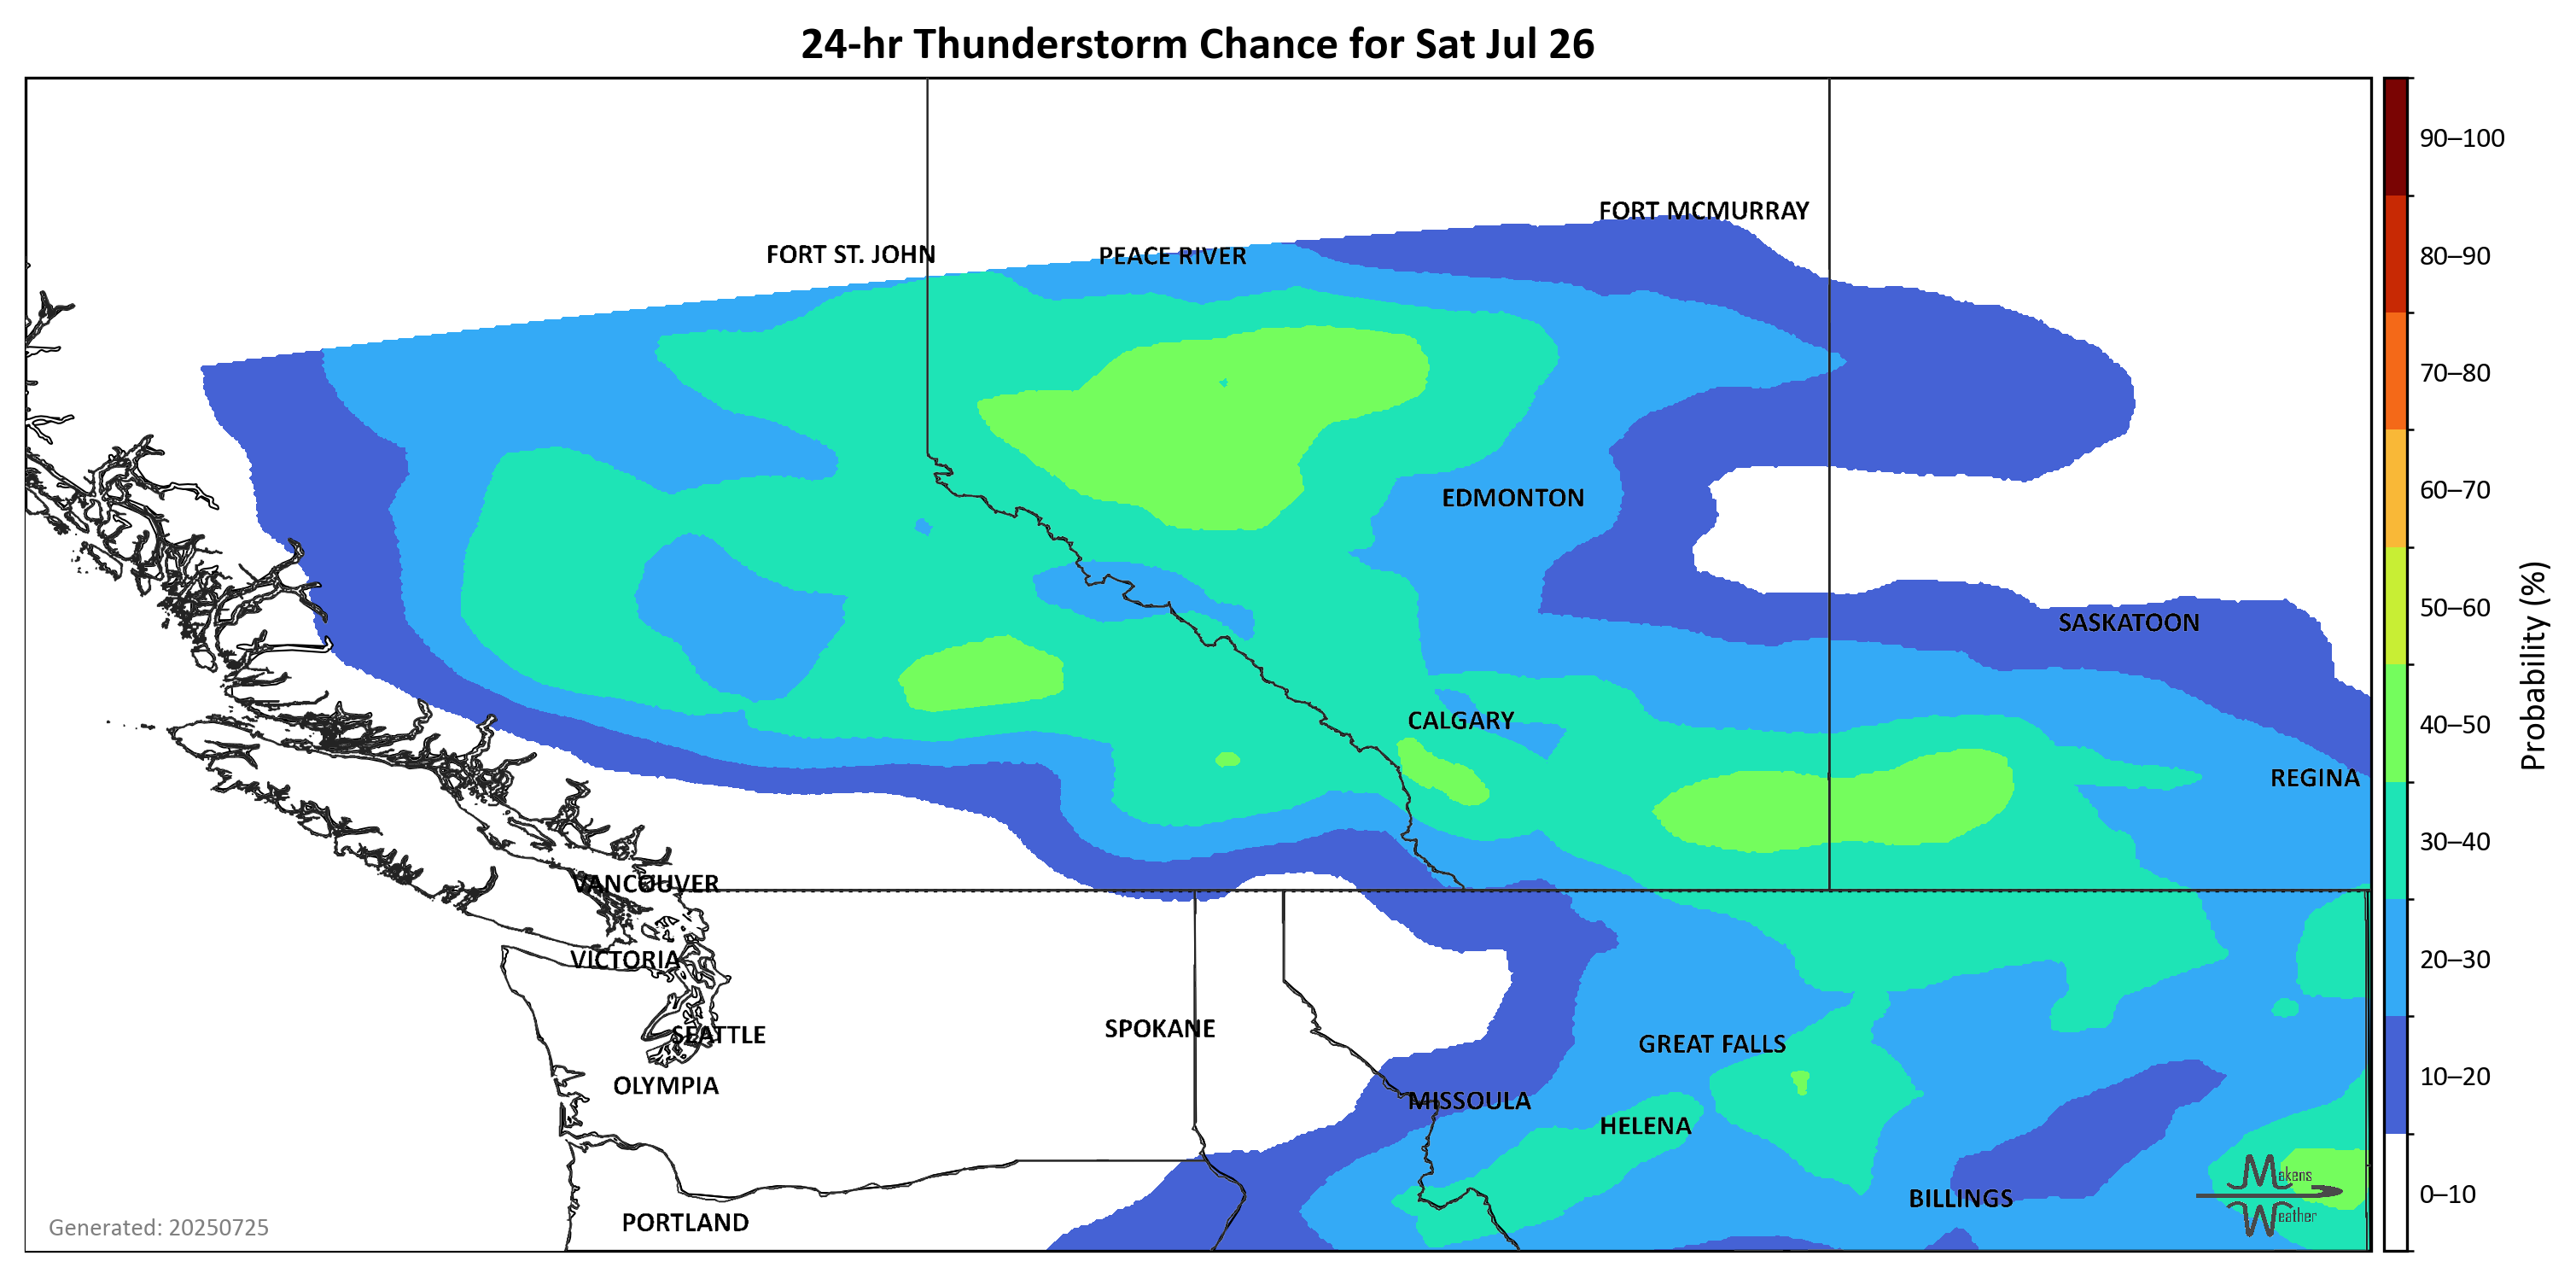 24-hr Thunderstorm Chance for Sat Jul 26
90–100
FORT MCMURRAY
FORT ST. JOHN
PEACE RIVER
80–90
70–80
60–70
EDMONTON
50–60
SASKATOON
Probability (%)
CALGARY
40–50
REGINA
30–40
VANCOUVER
VICTORIA
20–30
SEATTLE
SPOKANE
GREAT FALLS
OLYMPIA
MISSOULA
10–20
HELENA
Makens
Weather
0–10
BILLINGS
PORTLAND
Generated: 20250725